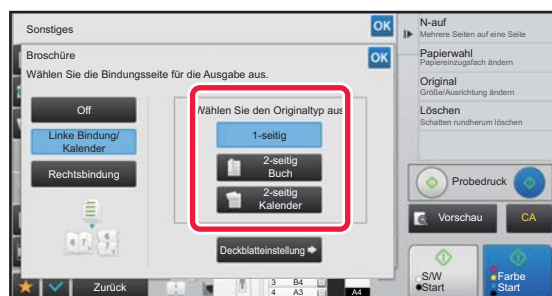 Sonstiges
OK
Broschüre
OK
Wählen Sie die Bindungsseite für die Ausgabe aus.
Off
Linke Bindung/
Kalender
Rechtsbindung
Wählen Sie den Originaltyp aus
1-seitig
2-seitig
Buch
2-seitig
Kalender
Deckblatteinstellung
Zurück
3 B4
4 A3
A4
N-auf
Mehrere Seiten auf eine Seite
Papierwahl
Papiereinzugsfach ändern
Original
Größe/Ausrichtung ändern
Löschen
Schatten rundherum löschen
Probedruck
Vorschau
CA
S/W
Start
Farbe
Start